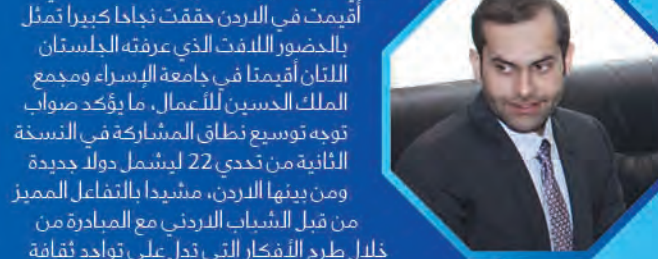 أقيمت في الاردن حققت نجاحا كبيرا تمثل
بالحضور اللافت الذي عرفته الجلستان
اللتان أقيمتا في جامعة الإسراء ومجمع
الملك الحسين للأعمال، ما يؤكد صواب
توجه توسيع نطاق المشاركة في النسخة
الثانية من تحدي 22 ليشمل دولا جديدة
ومن بينها الاردن، مشيدا بالتفاعل المميز
من قبل الشباب الاردني مع المبادرة من
خلال طرح الأفكار التي تدل على تواجد ثقافة